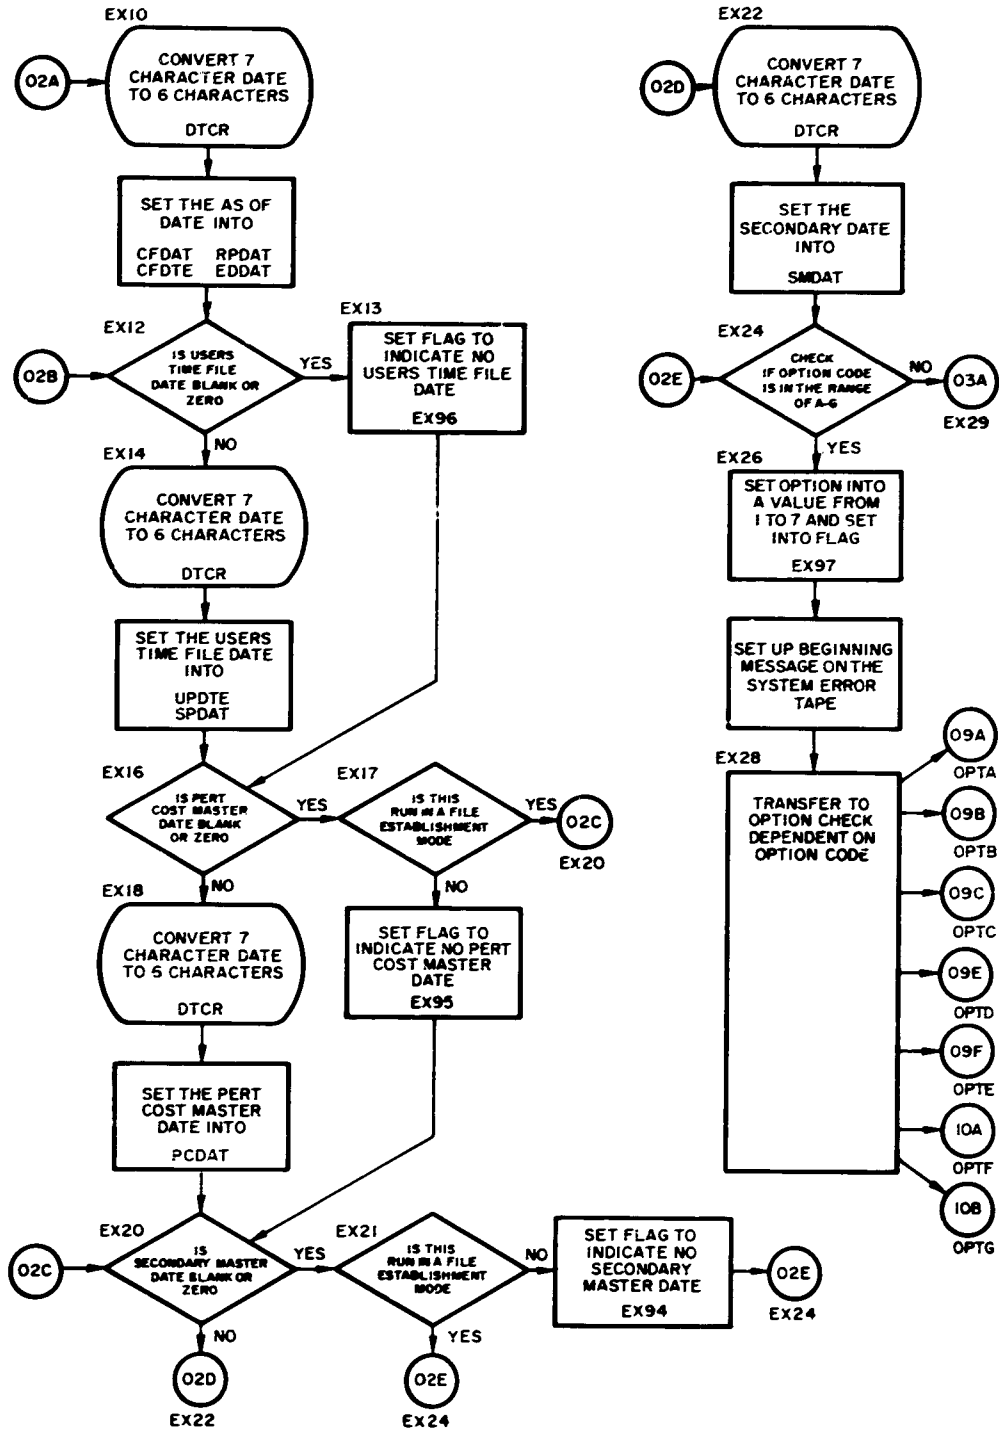 EX10
02A
CONVERT 7
CHARACTER DATE
TO 6 CHARACTERS
DTCR
SET THE AS OF
DATE INTO
CFDAT RPDAT
CFDTE EDDAT
EX12
02B
IS USERS
TIME FILE
DATE BLANK OR
ZERO
YES
NO
EX13
SET FLAG TO
INDICATE NO
USERS TIME FILE
DATE
EX96
EX14
CONVERT 7
CHARACTER DATE
TO 6 CHARACTERS
DTCR
SET THE USERS
TIME FILE DATE
INTO
UPDTE
SPDAT
EX16
IS PERT
COST MASTER
DATE BLANK
OR ZERO
YES
NO
EX17
IS THIS
RUN IN A FILE
ESTABLISHMENT
MODE
YES
02C
EX20
NO
EX18
CONVERT 7
CHARACTER DATE
TO 6 CHARACTERS
DTCR
SET FLAG TO
INDICATE NO PERT
COST MASTER
DATE
EX95
SET THE PERT
COST MASTER
DATE INTO
PCDAT
EX20
02C
IS
SECONDARY MASTER
DATE BLANK OR
ZERO
YES
NO
02D
EX22
EX21
IS THIS
RUN IN A FILE
ESTABLISHMENT
MODE
NO
YES
02E
EX24
SET FLAG TO
INDICATE NO
SECONDARY
MASTER DATE
EX94
02E
EX24
EX22
02D
CONVERT 7
CHARACTER DATE
TO 6 CHARACTERS
DTCR
SET THE
SECONDARY DATE
INTO
SMDAT
EX24
02E
CHECK
IF OPTION CODE
IS IN THE RANGE
OF A-G
NO
03A
EX29
YES
EX26
SET OPTION INTO
A VALUE FROM
1 TO 7 AND SET
INTO FLAG
EX97
SET UP BEGINNING
MESSAGE ON THE
SYSTEM ERROR
TAPE
EX28
TRANSFER TO
OPTION CHECK
DEPENDENT ON
OPTION CODE
09A
OPTA
09B
OPTB
09C
OPTC
09E
OPTD
09F
OPTE
10A
OPTF
10B
OPTG